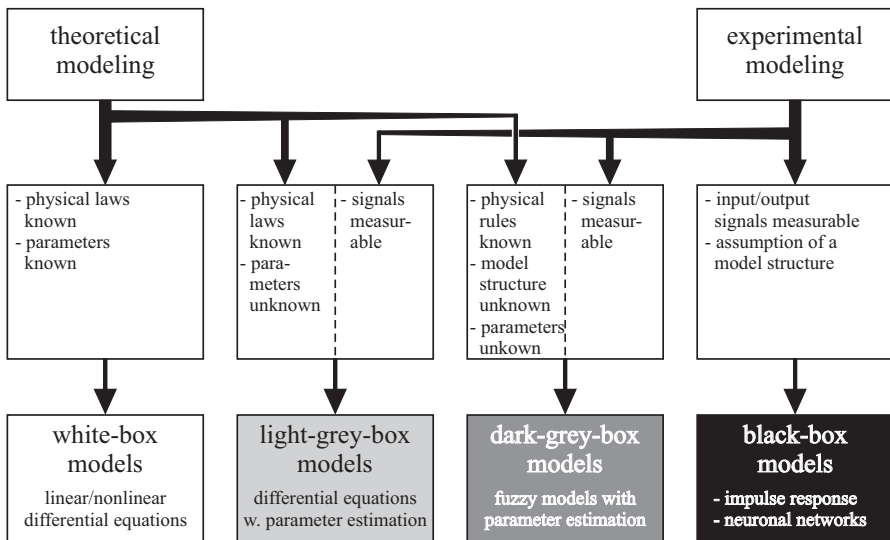 theoretical
modeling
experimental
modeling
- physical laws
known
- parameters
known
- physical
laws
known
- para-
meters
unknown
- signals
measur-
able
- physical
rules
known
- model
structure
unknown
- parameters
unkown
- signals
measur-
able
- input/output
signals measurable
- assumption of a
model structure
white-box
models
linear/nonlinear
differential equations
light-grey-box
models
differential equations
w. parameter estimation
dark-grey-box
models
fuzzy models with
parameter estimation
black-box
models
- impulse response
- neuronal networks